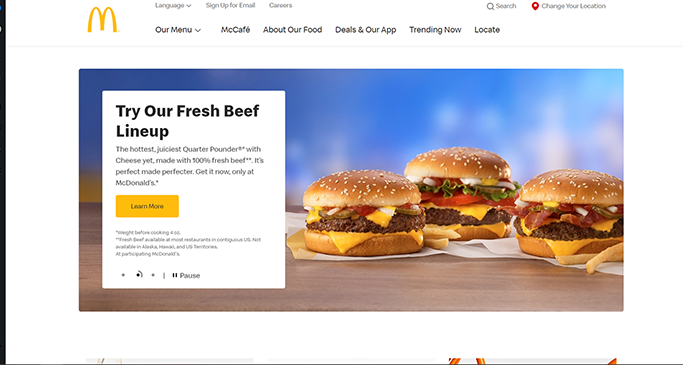 Language
Sign Up for Email
Careers
Search
Change Your Location
Our Menu
McCafé
About Our Food
Deals & Our App
Trending Now
Locate
Try Our Fresh Beef
Lineup
The hottest, juiciest Quarter Pounder®* with
Cheese yet, made with 100% fresh beef**. It's
perfect made perfecter. Get it now, only at
McDonald's.*
Learn More
*Weight before cooking 4 oz.
**Fresh Beef available at most restaurants in contiguous US. Not
available in Alaska, Hawaii, and US Territories.
At participating McDonald's.
Pause